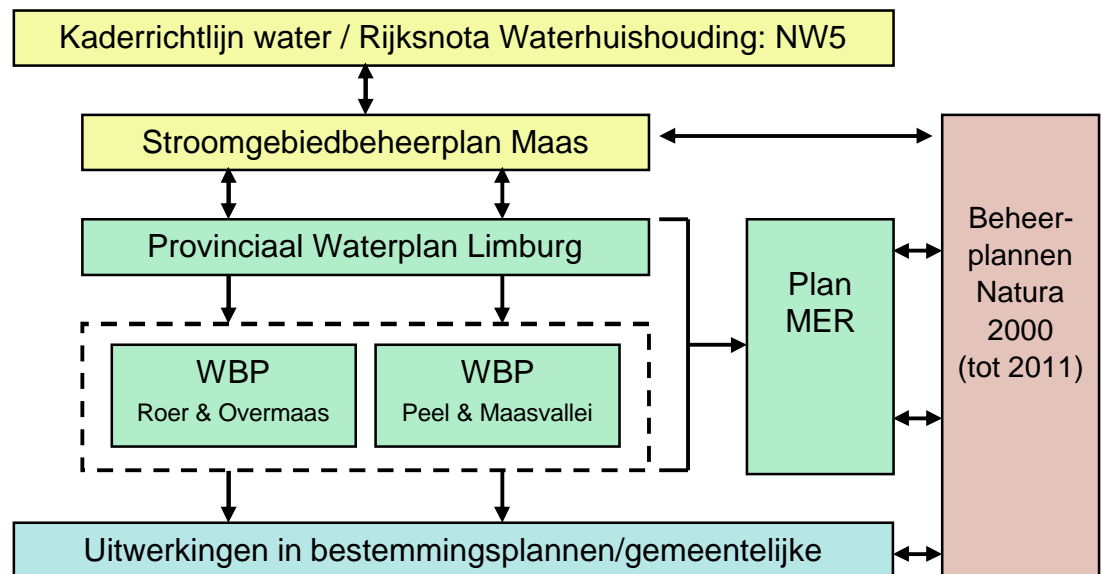 Kaderrichtlijn water / Rijksnota Waterhuishouding: NW5
Stroomgebiedbeheerplan Maas
Provinciaal Waterplan Limburg
WBP
Roer & Overmaas
WBP
Peel & Maasvallei
Plan
MER
Beheer-
plannen
Natura
2000
(tot 2011)
Uitwerkingen in bestemmingsplannen/gemeentelijke